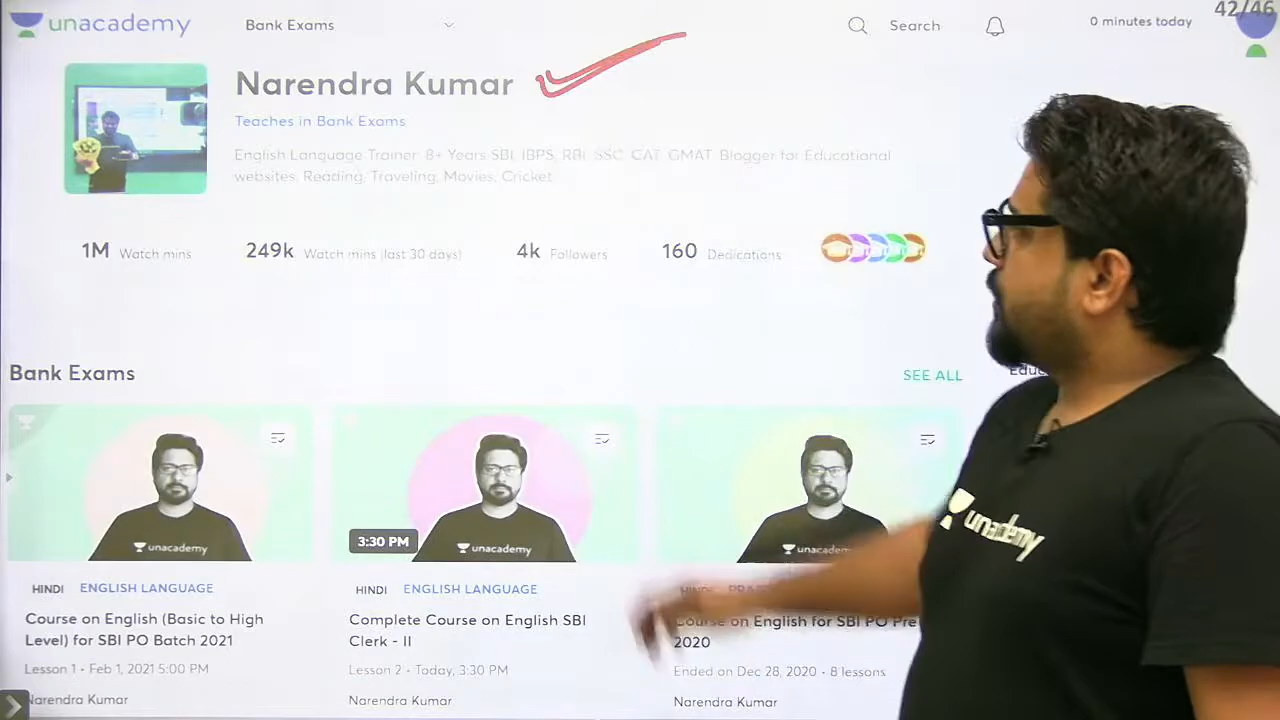 unacademy
Bank Exams
Search
0 minutes today
42/46
Narendra Kumar
Teaches in Bank Exams
English Language Trainer 8+ Years SBI, IBPS, RBI, SSC, CAT, GMAT. Blogger for Educational
websites. Reading, Traveling, Movies, Cricket
1M Watch mins
249k Watch mins (last 30 days)
4k Followers
160 Dedications
Bank Exams
SEE ALL
Educ
unacademy
unacademy
unacademy
3:30 PM
unacademy
HINDI ENGLISH LANGUAGE
Course on English (Basic to High
Level) for SBI PO Batch 2021
Lesson 1 • Feb 1, 2021 5:00 PM
Narendra Kumar
HINDI ENGLISH LANGUAGE
Complete Course on English SBI
Clerk - II
Lesson 2 • Today, 3:30 PM
Narendra Kumar
HINDI
Course on English for SBI PO Pre
2020
Ended on Dec 28, 2020 • 8 lessons
Narendra Kumar